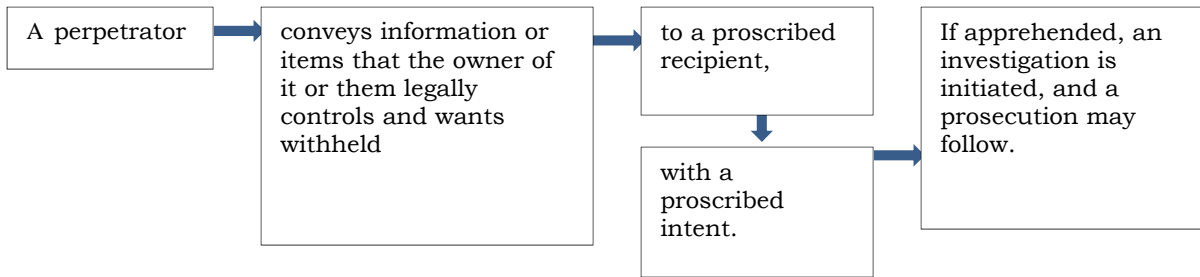 A perpetrator
conveys information or
items that the owner of
it or them legally
controls and wants
withheld
to a proscribed
recipient,
with a
proscribed
intent.
If apprehended, an
investigation is
initiated, and a
prosecution may
follow.